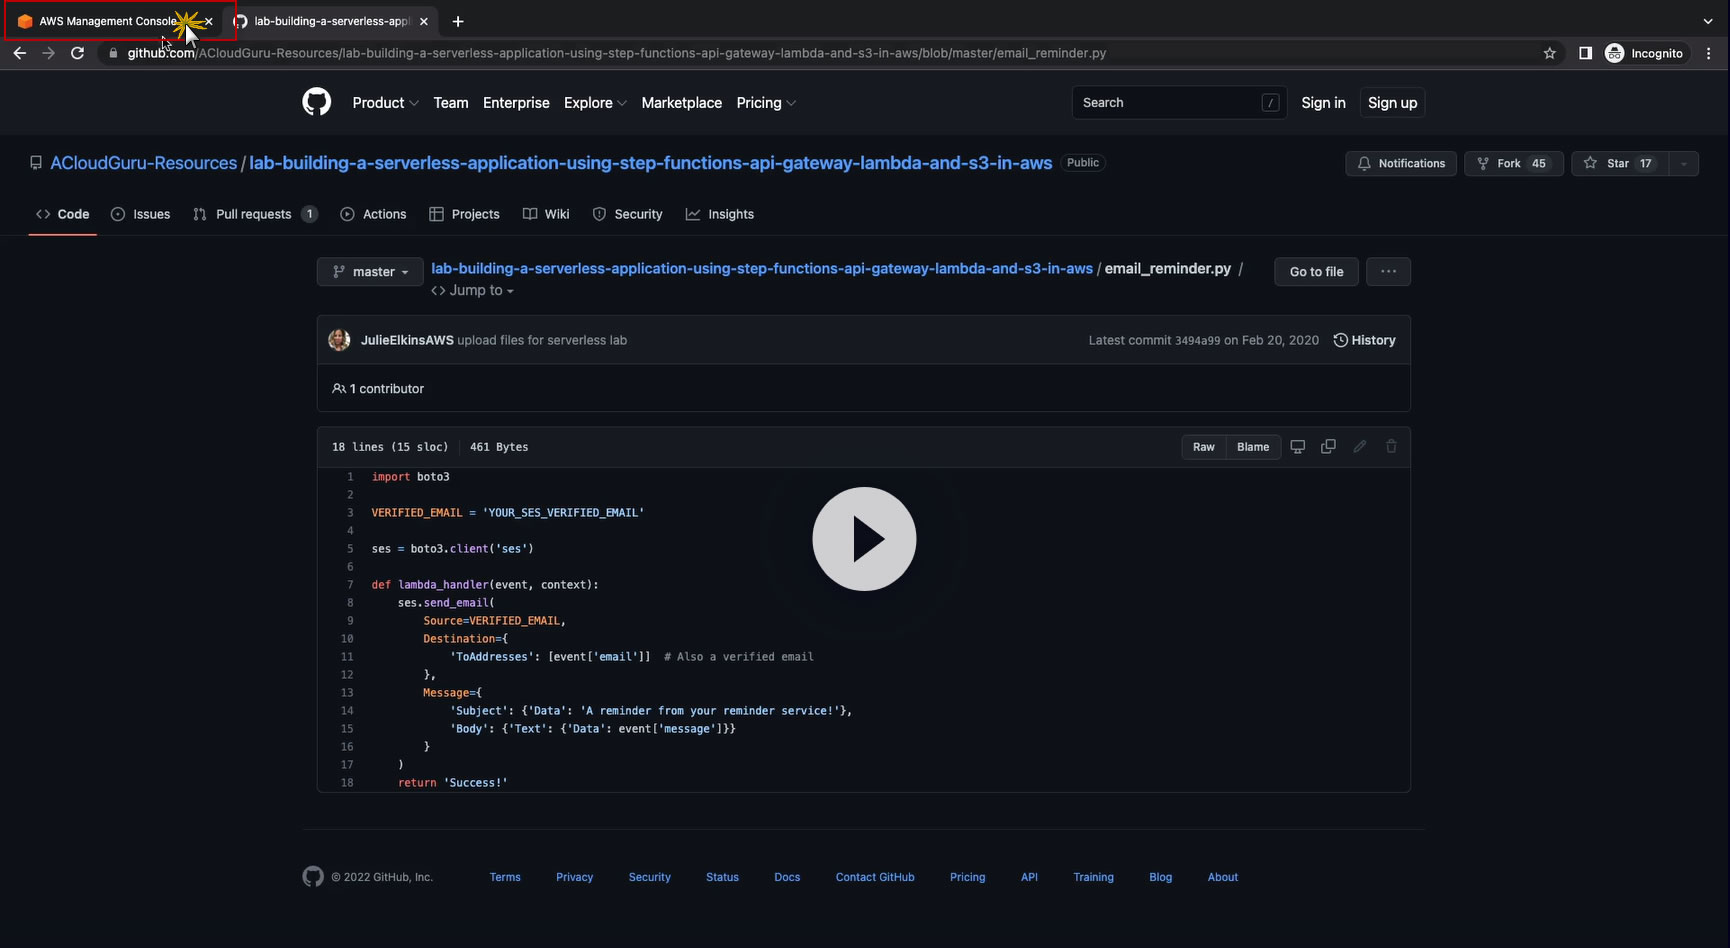 AWS Management Console
lab-building-a-serverless-appl
github.com/ACloudGuru-Resources/lab-building-a-serverless-application-using-step-functions-api-gateway-lambda-and-s3-in-aws/blob/master/email_reminder.py
Incognito
Product Team Enterprise Explore Marketplace Pricing
Search /
Sign in Sign up
ACloudGuru-Resources / lab-building-a-serverless-application-using-step-functions-api-gateway-lambda-and-s3-in-aws Public
Notifications Fork 45 Star 17
Code Issues Pull requests 1 Actions Projects Wiki Security Insights
master lab-building-a-serverless-application-using-step-functions-api-gateway-lambda-and-s3-in-aws / email_reminder.py / Go to file ...
<> Jump to
JulieElkinsAWS upload files for serverless lab Latest commit 3494a99 on Feb 20, 2020 History
1 contributor
18 lines (15 sloc) 461 Bytes Raw Blame
1 import boto3
2
3 VERIFIED_EMAIL = 'YOUR_SES_VERIFIED_EMAIL'
4
5 ses = boto3.client('ses')
6
7 def lambda_handler(event, context):
8 ses.send_email(
9 Source=VERIFIED_EMAIL,
10 Destination={
11 'ToAddresses': [event['email']] # Also a verified email
12 },
13 Message={
14 'Subject': {'Data': 'A reminder from your reminder service!'},
15 'Body': {'Text': {'Data': event['message']}}
16 }
17 )
18 return 'Success!'
© 2022 GitHub, Inc. Terms Privacy Security Status Docs Contact GitHub Pricing API Training Blog About